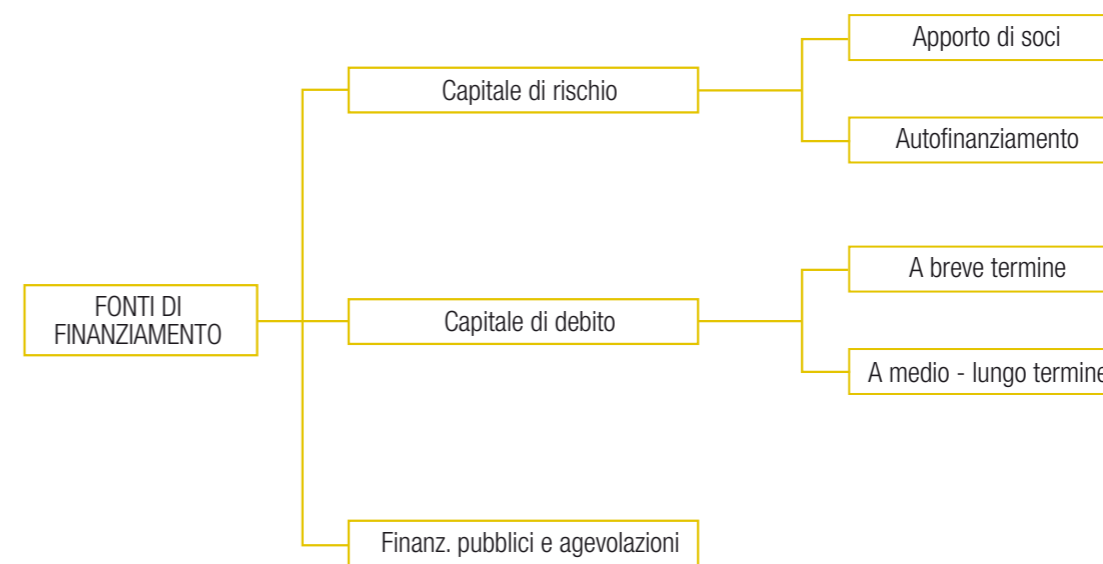 Apporto di soci
Capitale di rischio
Autofinanziamento
A breve termine
FONTI DI
FINANZIAMENTO
Capitale di debito
A medio - lungo termine
Finanz. pubblici e agevolazioni